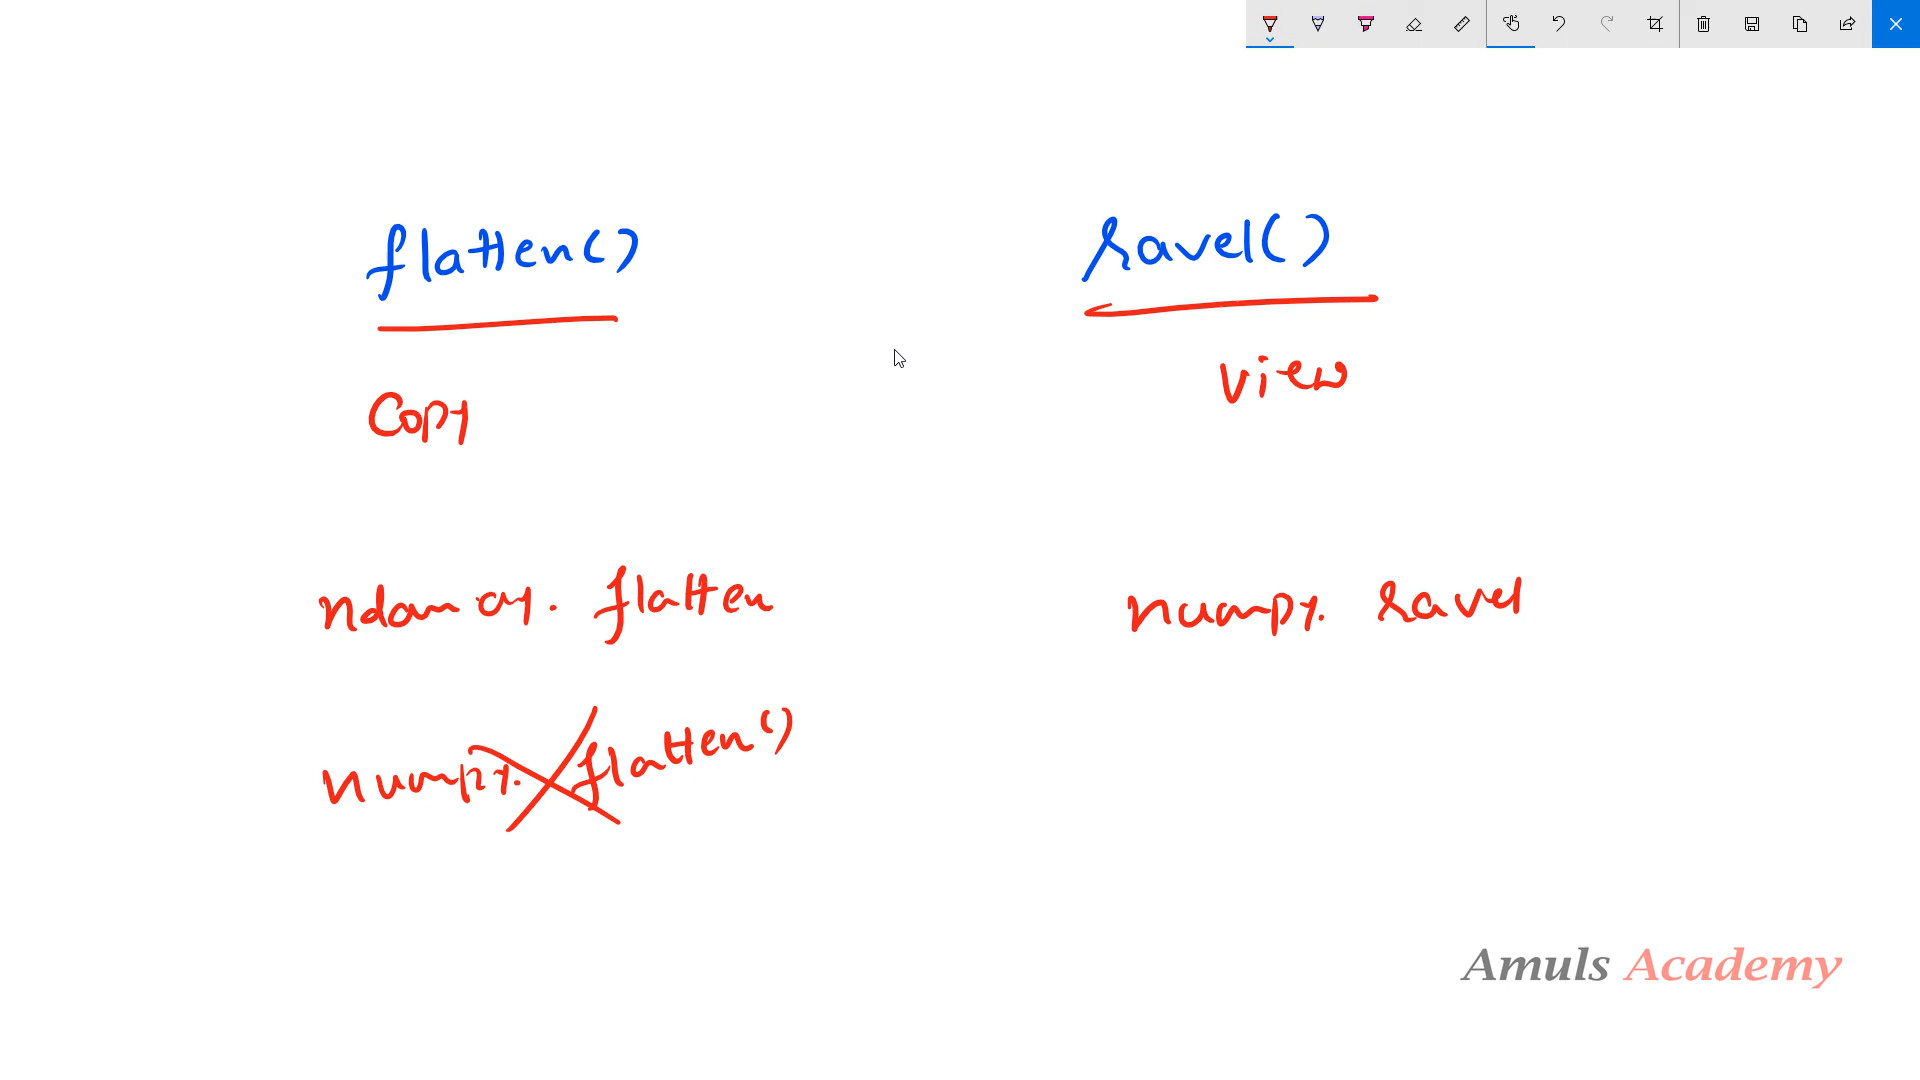 flatten()
ravel()
Copy
view
ndarray. flatten
numpy. ravel
numpy. flatten()
Amuls Academy